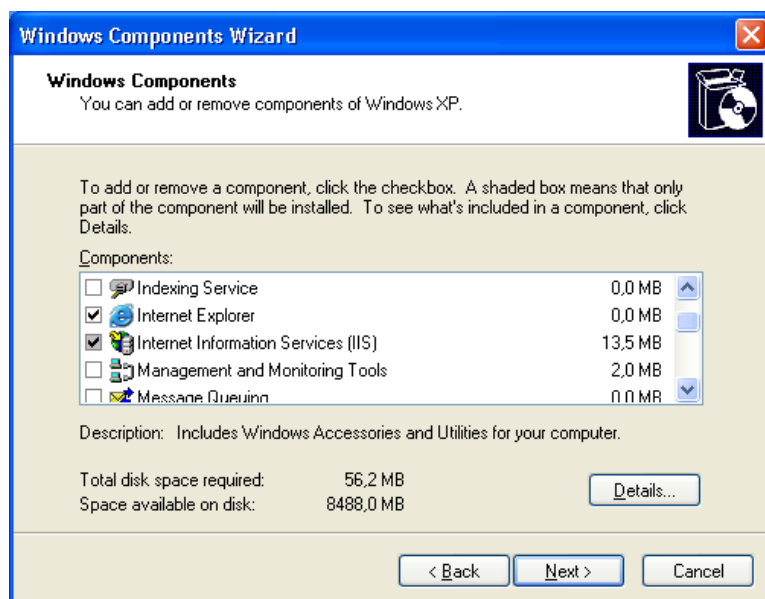 Windows Components Wizard
Windows Components
You can add or remove components of Windows XP.
To add or remove a component, click the checkbox. A shaded box means that only
part of the component will be installed. To see what's included in a component, click
Details.
Components:
Indexing Service 0,0 MB
Internet Explorer 0,0 MB
Internet Information Services (IIS) 13,5 MB
Management and Monitoring Tools 2,0 MB
Message Queuing 0,0 MB
Description: Includes Windows Accessories and Utilities for your computer.
Total disk space required: 56,2 MB
Space available on disk: 8488,0 MB
Details...
< Back Next > Cancel